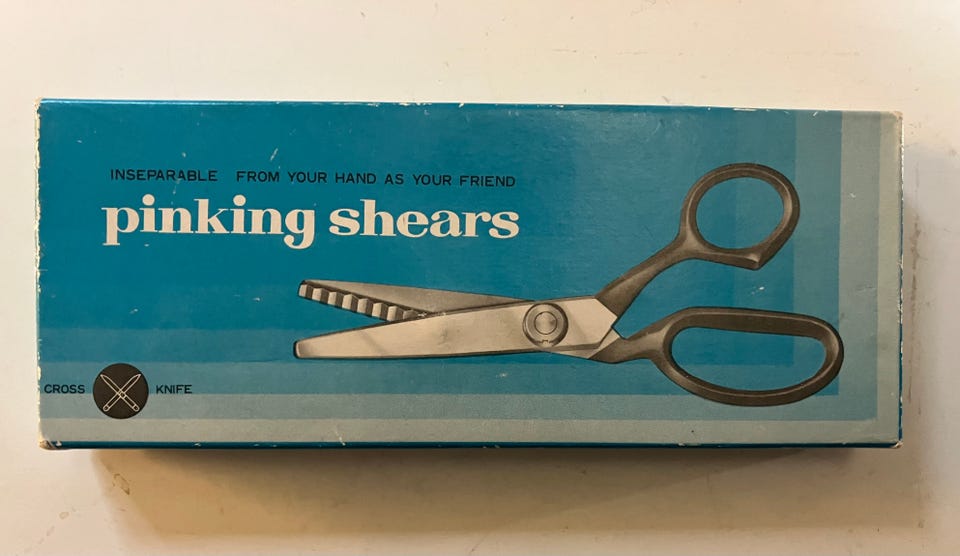 INSEPARABLE FROM YOUR HAND AS YOUR FRIEND
pinking shears
CROSS KNIFE